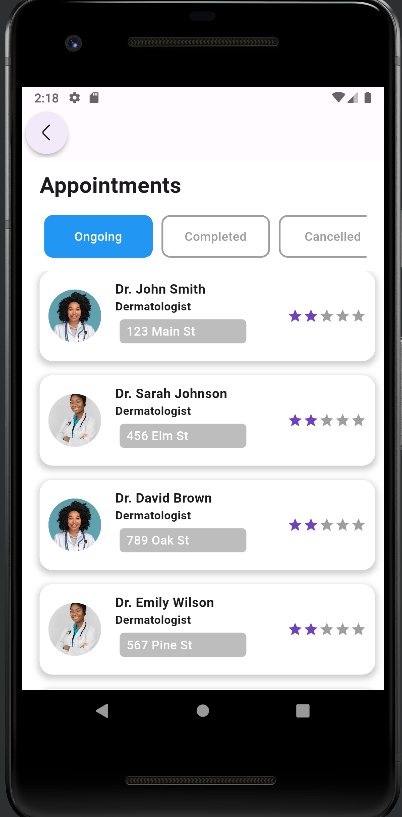 2:18
Appointments
Ongoing Completed Cancelled
Dr. John Smith
Dermatologist
123 Main St
Dr. Sarah Johnson
Dermatologist
456 Elm St
Dr. David Brown
Dermatologist
789 Oak St
Dr. Emily Wilson
Dermatologist
567 Pine St